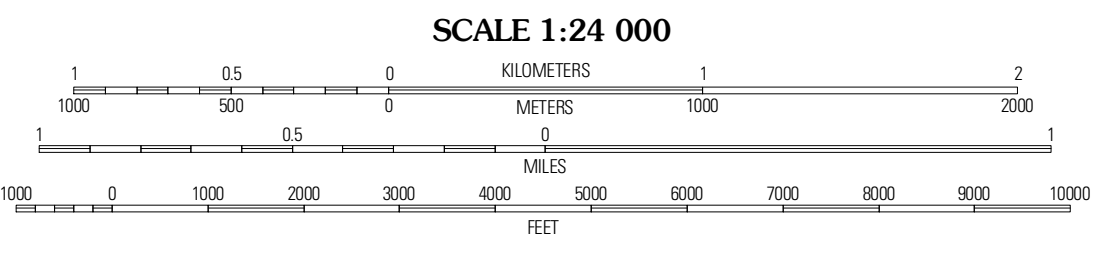 SCALE 1:24 000
1 0.5 0 KILOMETERS 1 2
1000 500 0 METERS 1000 2000
1 0.5 0 1
MILES
1000 0 1000 2000 3000 4000 5000 6000 7000 8000 9000 10000
FEET